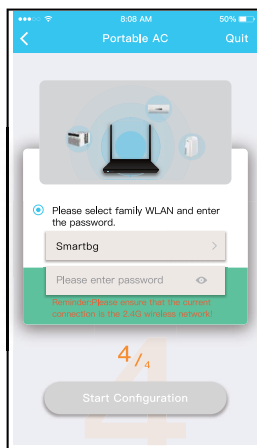 8:08 AM
50%
Portable AC
Quit
Please select family WLAN and enter
the password.
Smartbg
Please enter password
Reminder:Please ensure that the current
connection is the 2.4G wireless network!
4/4
4
Start Configuration